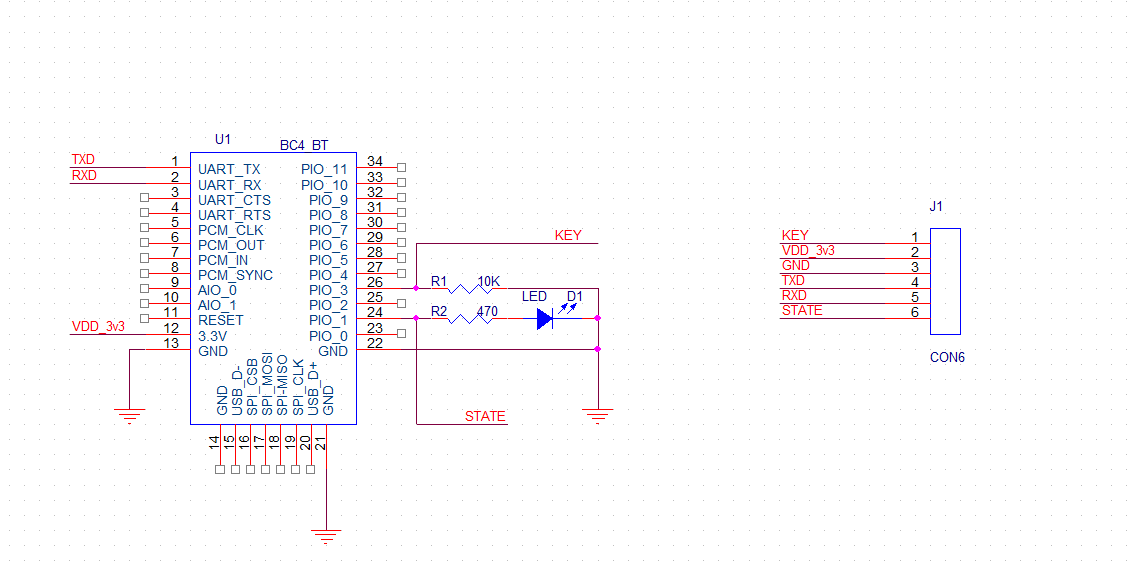 U1
BC4_BT
TXD 1 UART_TX PIO_11 34
RXD 2 UART_RX PIO_10 33
3 UART_CTS PIO_9 32
4 UART_RTS PIO_8 31
5 PCM_CLK PIO_7 30
6 PCM_OUT PIO_6 29
7 PCM_IN PIO_5 28
8 PCM_SYNC PIO_4 27
9 AIO_0 PIO_3 26
10 AIO_1 PIO_2 25
11 RESET PIO_1 24
VDD_3v3 12 3.3V PIO_0 23
13 GND GND 22
GND USB_D- SPI_CSB SPI_MOSI SPI-MISO SPI_CLK USB_D+ GND
14 15 16 17 18 19 20 21
KEY
R1 10K
LED D1
R2 470
STATE
J1
KEY 1
VDD_3v3 2
GND 3
TXD 4
RXD 5
STATE 6
CON6